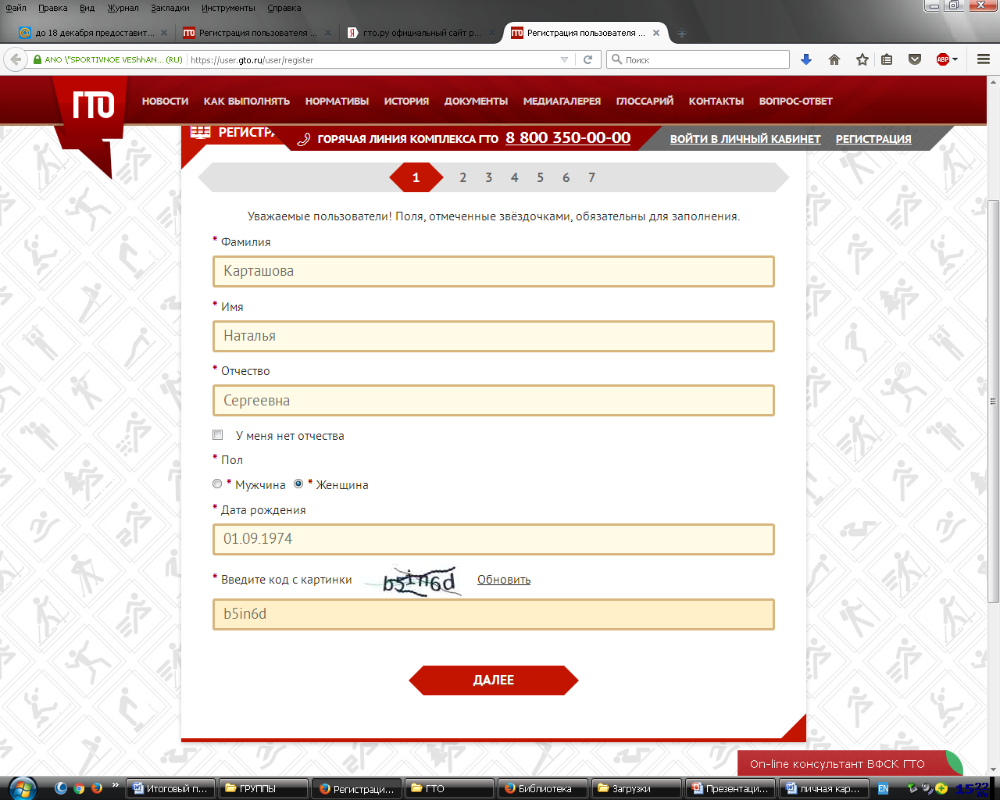 Файл Правка Вид Журнал Закладки Инструменты Справка
до 18 декабря предоставит... Регистрация пользователя ... гто.ру официальный сайт р... Регистрация пользователя ...
ANO \"SPORTIVNOE VEShhAN... (RU) https://user.gto.ru/user/register Поиск ABP
ГТО НОВОСТИ КАК ВЫПОЛНЯТЬ НОРМАТИВЫ ИСТОРИЯ ДОКУМЕНТЫ МЕДИАГАЛЕРЕЯ ГЛОССАРИЙ КОНТАКТЫ ВОПРОС-ОТВЕТ
РЕГИСТРА ГОРЯЧАЯ ЛИНИЯ КОМПЛЕКСА ГТО 8 800 350-00-00 ВОЙТИ В ЛИЧНЫЙ КАБИНЕТ РЕГИСТРАЦИЯ
1 2 3 4 5 6 7
Уважаемые пользователи! Поля, отмеченные звёздочками, обязательны для заполнения.
* Фамилия
Карташова
* Имя
Наталья
* Отчество
Сергеевна
У меня нет отчества
* Пол
* Мужчина * Женщина
* Дата рождения
01.09.1974
* Введите код с картинки b5in6d Обновить
b5in6d
ДАЛЕЕ
On-line консультант ВФСК ГТО
Итоговый п... ГРУППЫ Регистраци... ГТО Библиотека Загрузки Презентаци... личная кар... EN 15:22